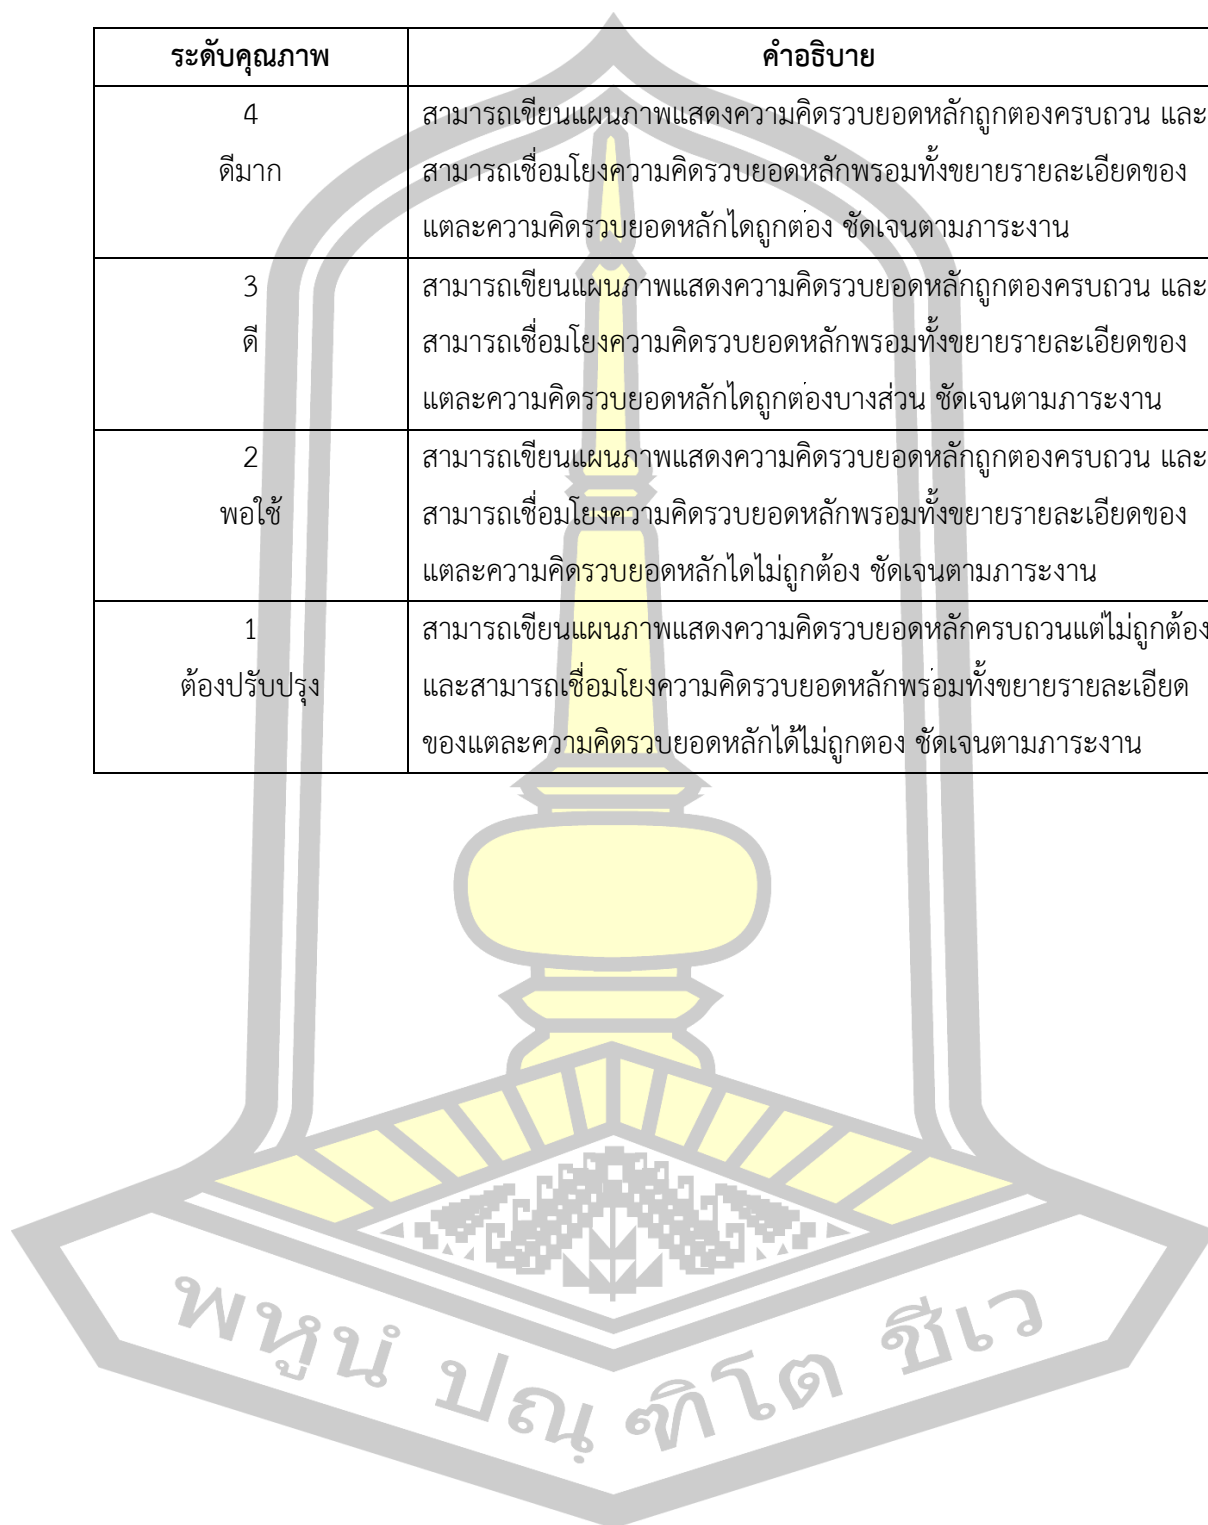 ระดับคุณภาพ คำอธิบาย
4
ดีมาก
สามารถเขียนแผนภาพแสดงความคิดรวบยอดหลักถูกตองครบถวน และ
สามารถเชื่อมโยงความคิดรวบยอดหลักพรอมทั้งขยายรายละเอียดของ
แตละความคิดรวบยอดหลักไดถูกต่อง ชัดเจนตามภาระงาน
3
ดี
สามารถเขียนแผนภาพแสดงความคิดรวบยอดหลักถูกตองครบถวน และ
สามารถเชื่อมโยงความคิดรวบยอดหลักพรอมทั้งขยายรายละเอียดของ
แตละความคิดรวบยอดหลักไดถูกต่องบางส่วน ชัดเจนตามภาระงาน
2
พอใช้
สามารถเขียนแผนภาพแสดงความคิดรวบยอดหลักถูกตองครบถวน และ
สามารถเชื่อมโยงความคิดรวบยอดหลักพรอมทั้งขยายรายละเอียดของ
แตละความคิดรวบยอดหลักไดไม่ถูกต้อง ชัดเจนตามภาระงาน
1
ต้องปรับปรุง
สามารถเขียนแผนภาพแสดงความคิดรวบยอดหลักครบถวนแต่ไม่ถูกต้อง
และสามารถเชื่อมโยงความคิดรวบยอดหลักพร่อมทั้งขยายรายละเอียด
ของแตละความคิดรวบยอดหลักได้ไม่ถูกตอง ชัดเจนตามภาระงาน
พหูนํ ปณฺ ฑิโต ชีเว